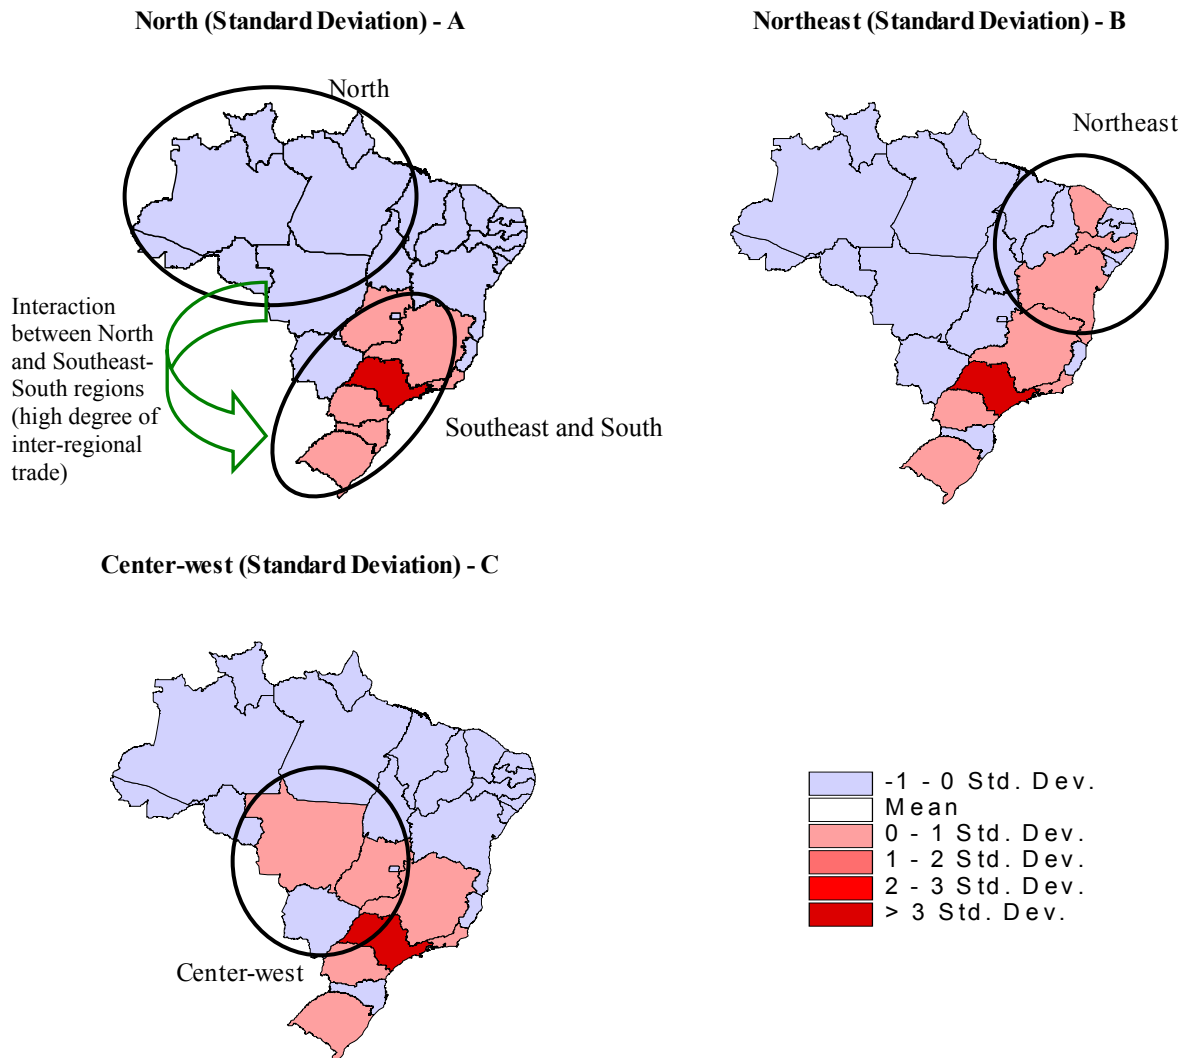 North (Standard Deviation) - A
North
Interaction
between North
and Southeast-
South regions
(high degree of
inter-regional
trade)
Southeast and South
Northeast (Standard Deviation) - B
Northeast
Center-west (Standard Deviation) - C
Center-west
-1 - 0 Std. Dev.
Mean
0 - 1 Std. Dev.
1 - 2 Std. Dev.
2 - 3 Std. Dev.
> 3 Std. Dev.